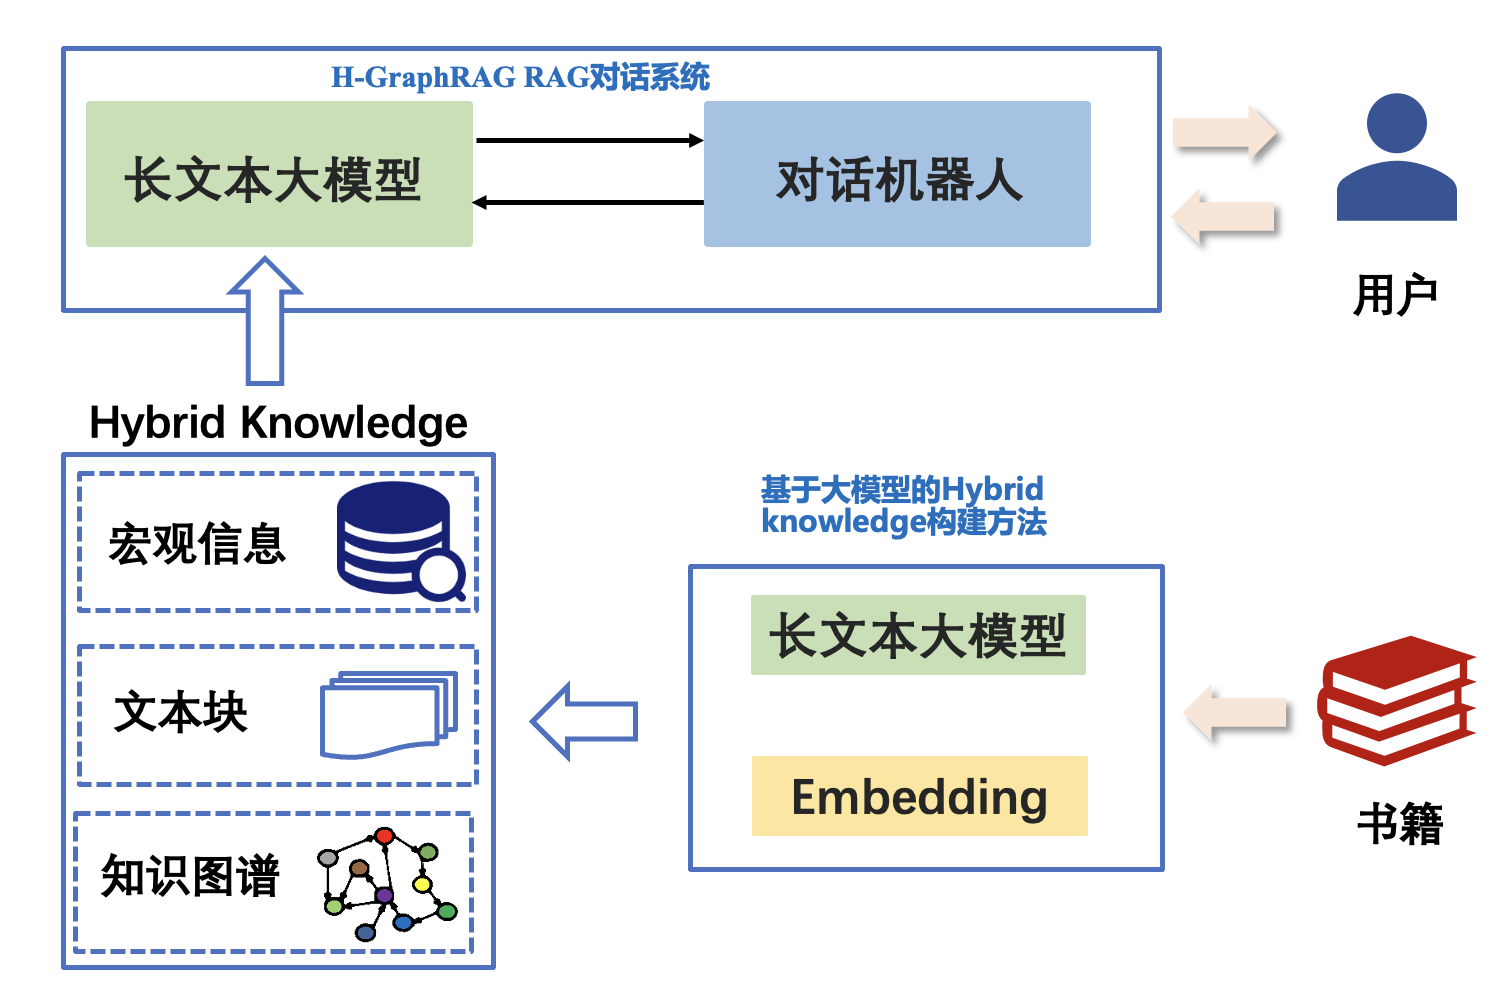 H-GraphRAG RAG对话系统
长文本大模型
对话机器人
用户
Hybrid Knowledge
宏观信息
文本块
知识图谱
基于大模型的Hybrid
knowledge构建方法
长文本大模型
Embedding
书籍